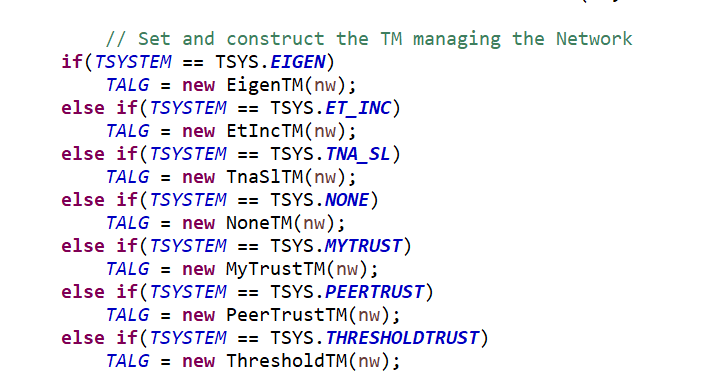 // Set and construct the TM managing the Network
if(TSYSTEM == TSYS.EIGEN)
TALG = new EigenTM(nw);
else if(TSYSTEM == TSYS.ET_INC)
TALG = new EtIncTM(nw);
else if(TSYSTEM == TSYS.TNA_SL)
TALG = new TnaSlTM(nw);
else if(TSYSTEM == TSYS.NONE)
TALG = new NoneTM(nw);
else if(TSYSTEM == TSYS.MYTRUST)
TALG = new MyTrustTM(nw);
else if(TSYSTEM == TSYS.PEERTRUST)
TALG = new PeerTrustTM(nw);
else if(TSYSTEM == TSYS.THRESHOLDTRUST)
TALG = new ThresholdTM(nw);